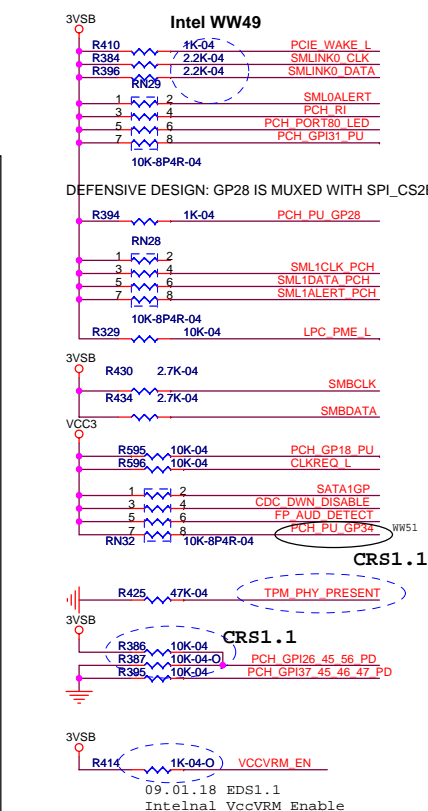 3VSB
Intel WW49
R410 1K-04 PCIE_WAKE_L
R384 2.2K-04 SMLINK0_CLK
R396 2.2K-04 SMLINK0_DATA
RN29
1 2 SML0ALERT
3 4 PCH_RI
5 6 PCH_PORT80_LED
7 8 PCH_GPI31_PU
10K-8P4R-04
DEFENSIVE DESIGN: GP28 IS MUXED WITH SPI_CS2
R394 1K-04 PCH_PU_GP28
RN28
1 2
3 4 SML1CLK_PCH
5 6 SML1DATA_PCH
7 8 SML1ALERT_PCH
10K-8P4R-04
R329 10K-04 LPC_PME_L
3VSB
R430 2.7K-04 SMBCLK
R434 2.7K-04 SMBDATA
VCC3
R595 10K-04 PCH_GP18_PU
R596 10K-04 CLKREQ_L
1 2 SATA1GP
3 4 CDC_DWN_DISABLE
5 6 FP_AUD_DETECT
7 8 PCH_PU_GP34 WW51
RN32 10K-8P4R-04
CRS1.1
R425 47K-04 TPM_PHY_PRESENT
3VSB
CRS1.1
R386 10K-04
R387 10K-04-O PCH_GPI26_45_56_PD
R395 10K-04 PCH_GPI37_45_46_47_PD
3VSB
R414 1K-04-O VCCVRM_EN
09.01.18 EDS1.1
Intelnal VccVRM Enable